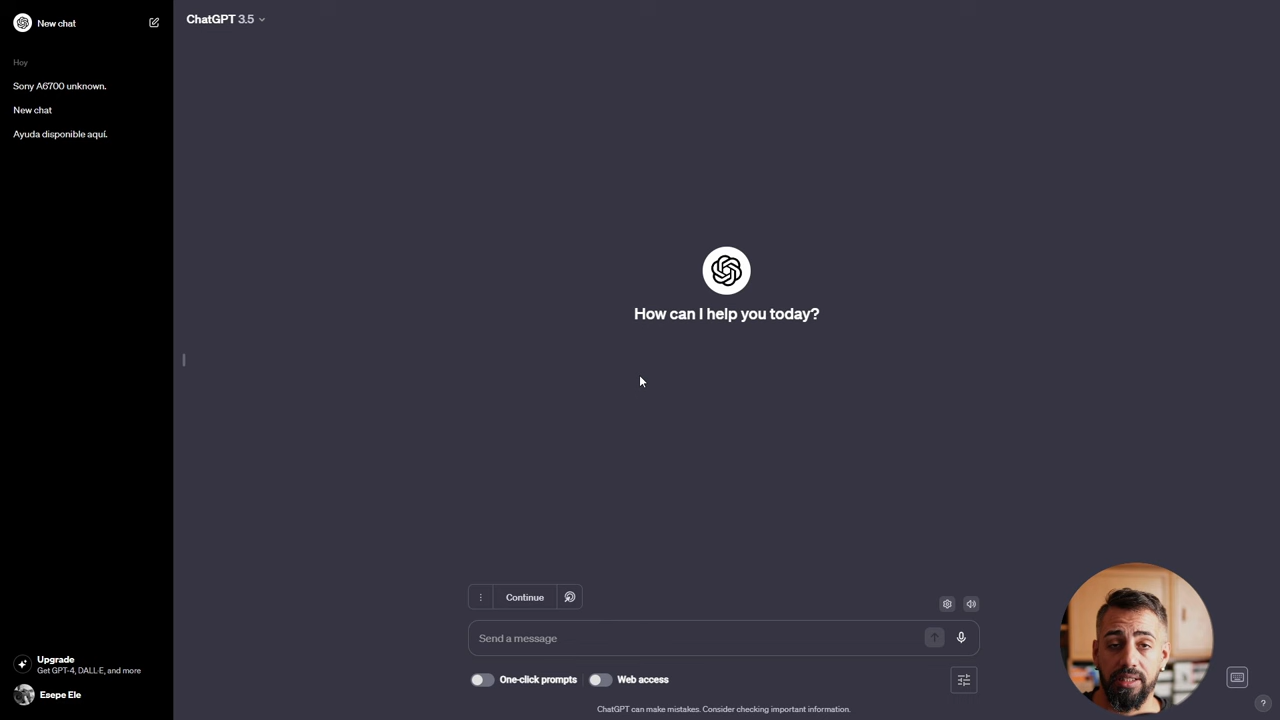 New chat
Hoy
Sony A6700 unknown.
New chat
Ayuda disponible aquí.
Upgrade
Get GPT-4, DALL·E, and more
Esepe Ele
ChatGPT 3.5
How can I help you today?
Continue
Send a message
One-click prompts
Web access
ChatGPT can make mistakes. Consider checking important information.
?